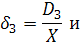 δ₃ = D₃/X и